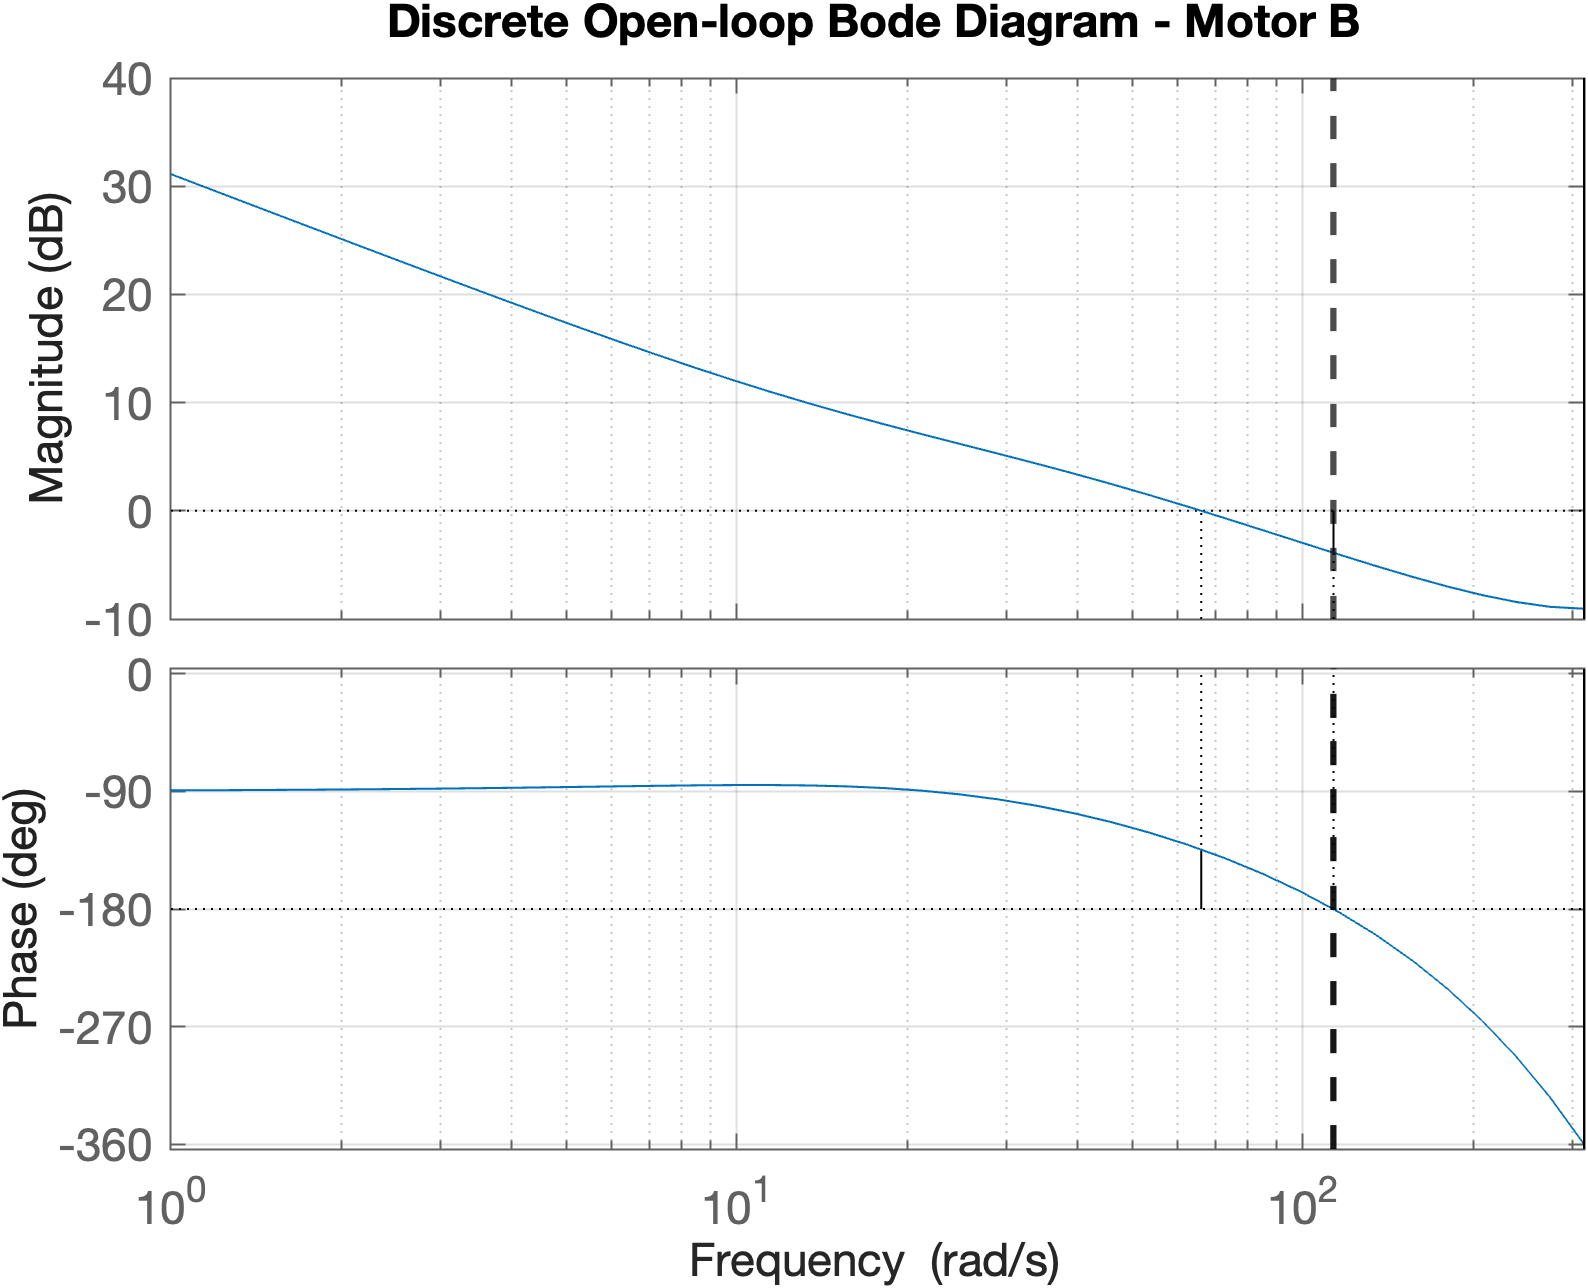 Discrete Open-loop Bode Diagram - Motor B
Magnitude (dB)
40
30
20
10
0
-10
Phase (deg)
0
-90
-180
-270
-360
10^0 10^1 10^2
Frequency (rad/s)